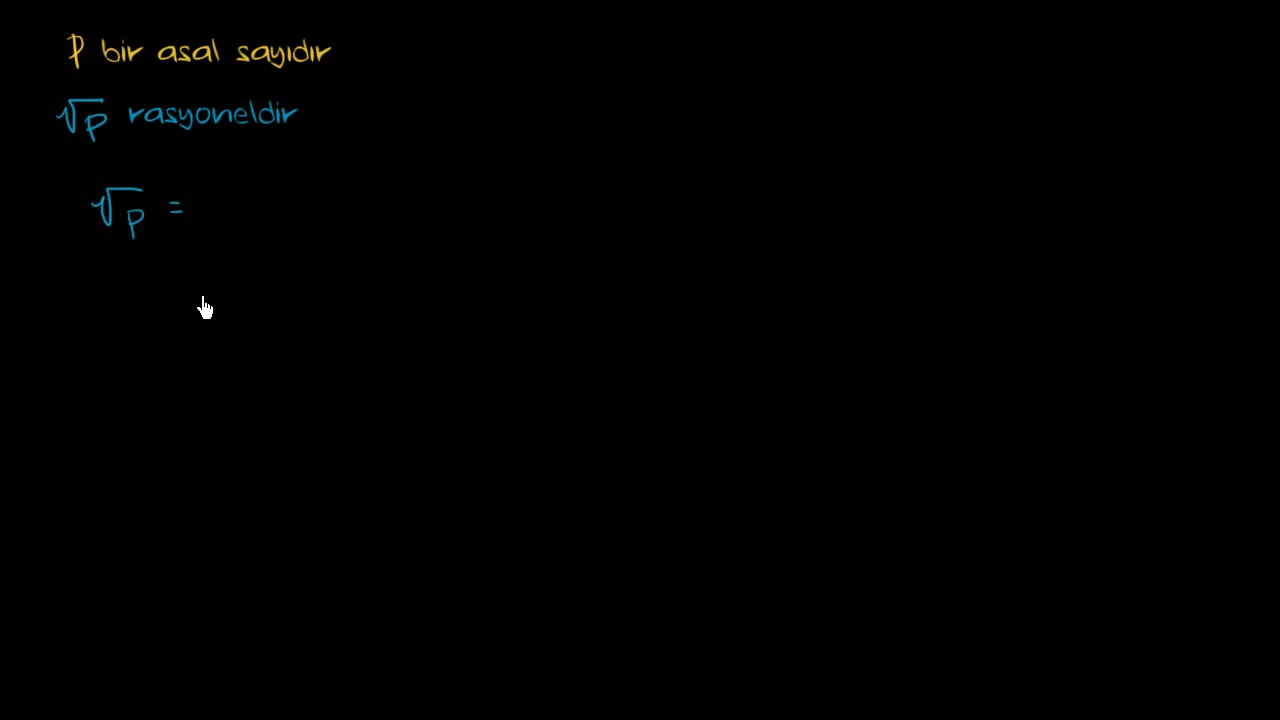 P bir asal sayıdır
√p rasyoneldir
√p =